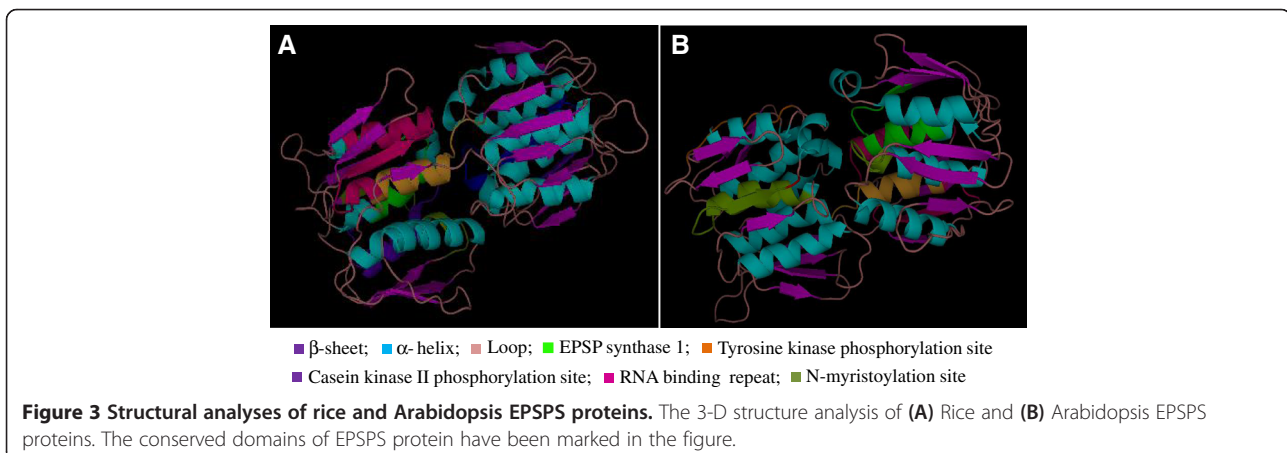 A
B
β-sheet; α- helix; Loop; EPSP synthase 1; Tyrosine kinase phosphorylation site
Casein kinase II phosphorylation site; RNA binding repeat; N-myristoylation site
Figure 3 Structural analyses of rice and Arabidopsis EPSPS proteins. The 3-D structure analysis of (A) Rice and (B) Arabidopsis EPSPS
proteins. The conserved domains of EPSPS protein have been marked in the figure.